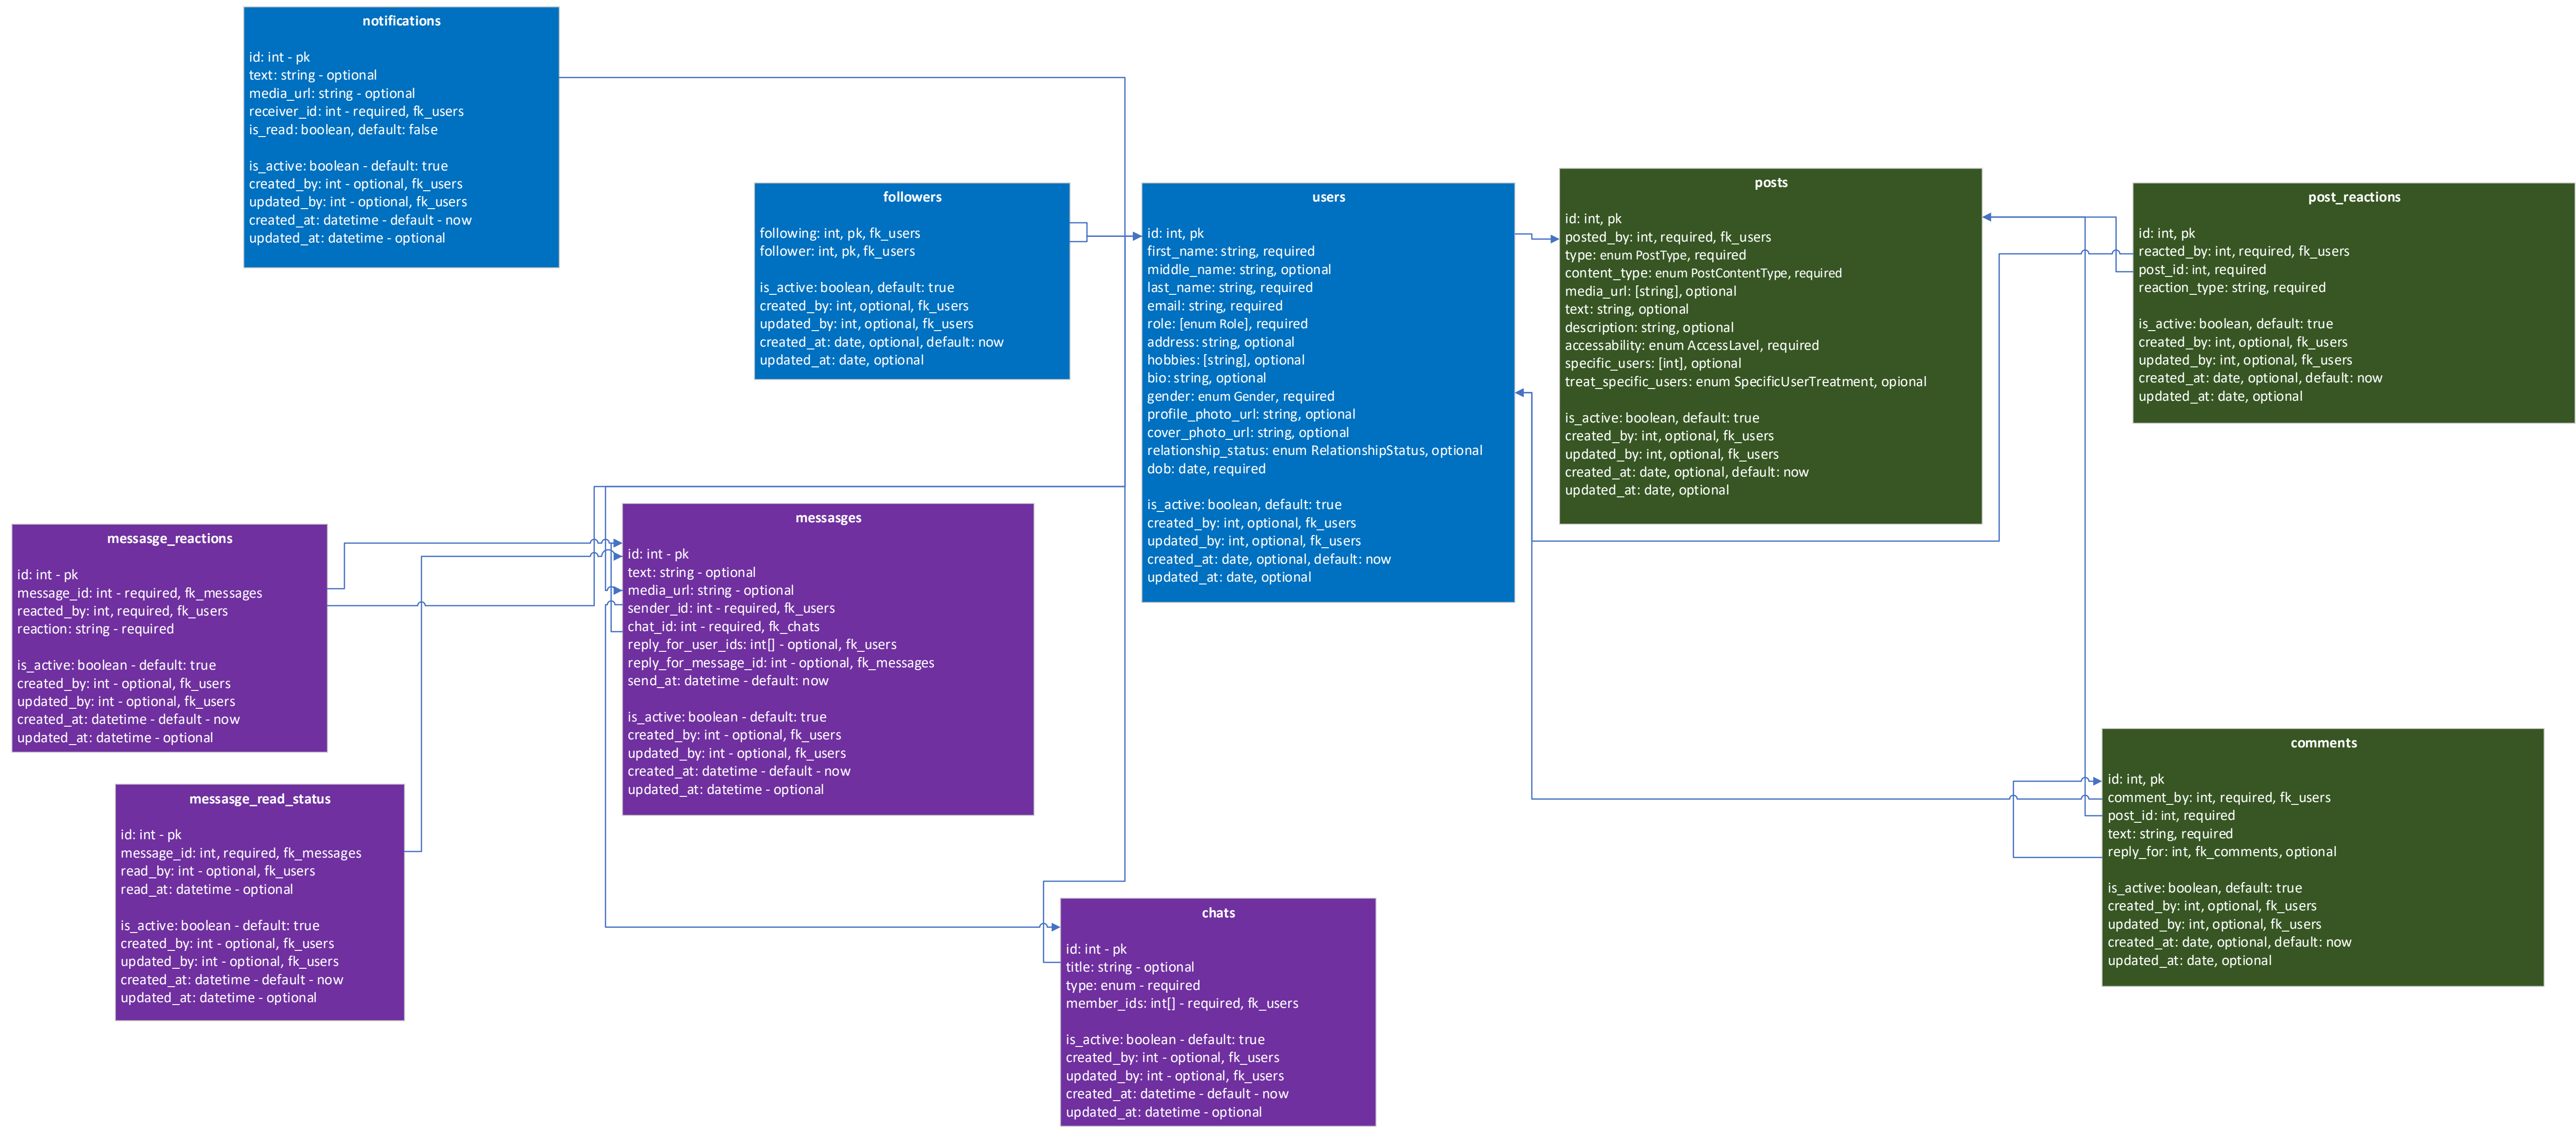 notifications
id: int - pk
text: string - optional
media_url: string - optional
receiver_id: int - required, fk_users
is_read: boolean, default: false
is_active: boolean - default: true
created_by: int - optional, fk_users
updated_by: int - optional, fk_users
created_at: datetime - default - now
updated_at: datetime - optional
followers
following: int, pk, fk_users
follower: int, pk, fk_users
is_active: boolean, default: true
created_by: int, optional, fk_users
updated_by: int, optional, fk_users
created_at: date, optional, default: now
updated_at: date, optional
users
id: int, pk
first_name: string, required
middle_name: string, optional
last_name: string, required
email: string, required
role: [enum Role], required
address: string, optional
hobbies: [string], optional
bio: string, optional
gender: enum Gender, required
profile_photo_url: string, optional
cover_photo_url: string, optional
relationship_status: enum RelationshipStatus, optional
dob: date, required
is_active: boolean, default: true
created_by: int, optional, fk_users
updated_by: int, optional, fk_users
created_at: date, optional, default: now
updated_at: date, optional
posts
id: int, pk
posted_by: int, required, fk_users
type: enum PostType, required
content_type: enum PostContentType, required
media_url: [string], optional
text: string, optional
description: string, optional
accessability: enum AccessLavel, required
specific_users: [int], optional
treat_specific_users: enum SpecificUserTreatment, opional
is_active: boolean, default: true
created_by: int, optional, fk_users
updated_by: int, optional, fk_users
created_at: date, optional, default: now
updated_at: date, optional
post_reactions
id: int, pk
reacted_by: int, required, fk_users
post_id: int, required
reaction_type: string, required
is_active: boolean, default: true
created_by: int, optional, fk_users
updated_by: int, optional, fk_users
created_at: date, optional, default: now
updated_at: date, optional
messasge_reactions
id: int - pk
message_id: int - required, fk_messages
reacted_by: int, required, fk_users
reaction: string - required
is_active: boolean - default: true
created_by: int - optional, fk_users
updated_by: int - optional, fk_users
created_at: datetime - default - now
updated_at: datetime - optional
messasges
id: int - pk
text: string - optional
media_url: string - optional
sender_id: int - required, fk_users
chat_id: int - required, fk_chats
reply_for_user_ids: int[] - optional, fk_users
reply_for_message_id: int - optional, fk_messages
send_at: datetime - default: now
is_active: boolean - default: true
created_by: int - optional, fk_users
updated_by: int - optional, fk_users
created_at: datetime - default - now
updated_at: datetime - optional
messasge_read_status
id: int - pk
message_id: int, required, fk_messages
read_by: int - optional, fk_users
read_at: datetime - optional
is_active: boolean - default: true
created_by: int - optional, fk_users
updated_by: int - optional, fk_users
created_at: datetime - default - now
updated_at: datetime - optional
chats
id: int - pk
title: string - optional
type: enum - required
member_ids: int[] - required, fk_users
is_active: boolean - default: true
created_by: int - optional, fk_users
updated_by: int - optional, fk_users
created_at: datetime - default - now
updated_at: datetime - optional
comments
id: int, pk
comment_by: int, required, fk_users
post_id: int, required
text: string, required
reply_for: int, fk_comments, optional
is_active: boolean, default: true
created_by: int, optional, fk_users
updated_by: int, optional, fk_users
created_at: date, optional, default: now
updated_at: date, optional